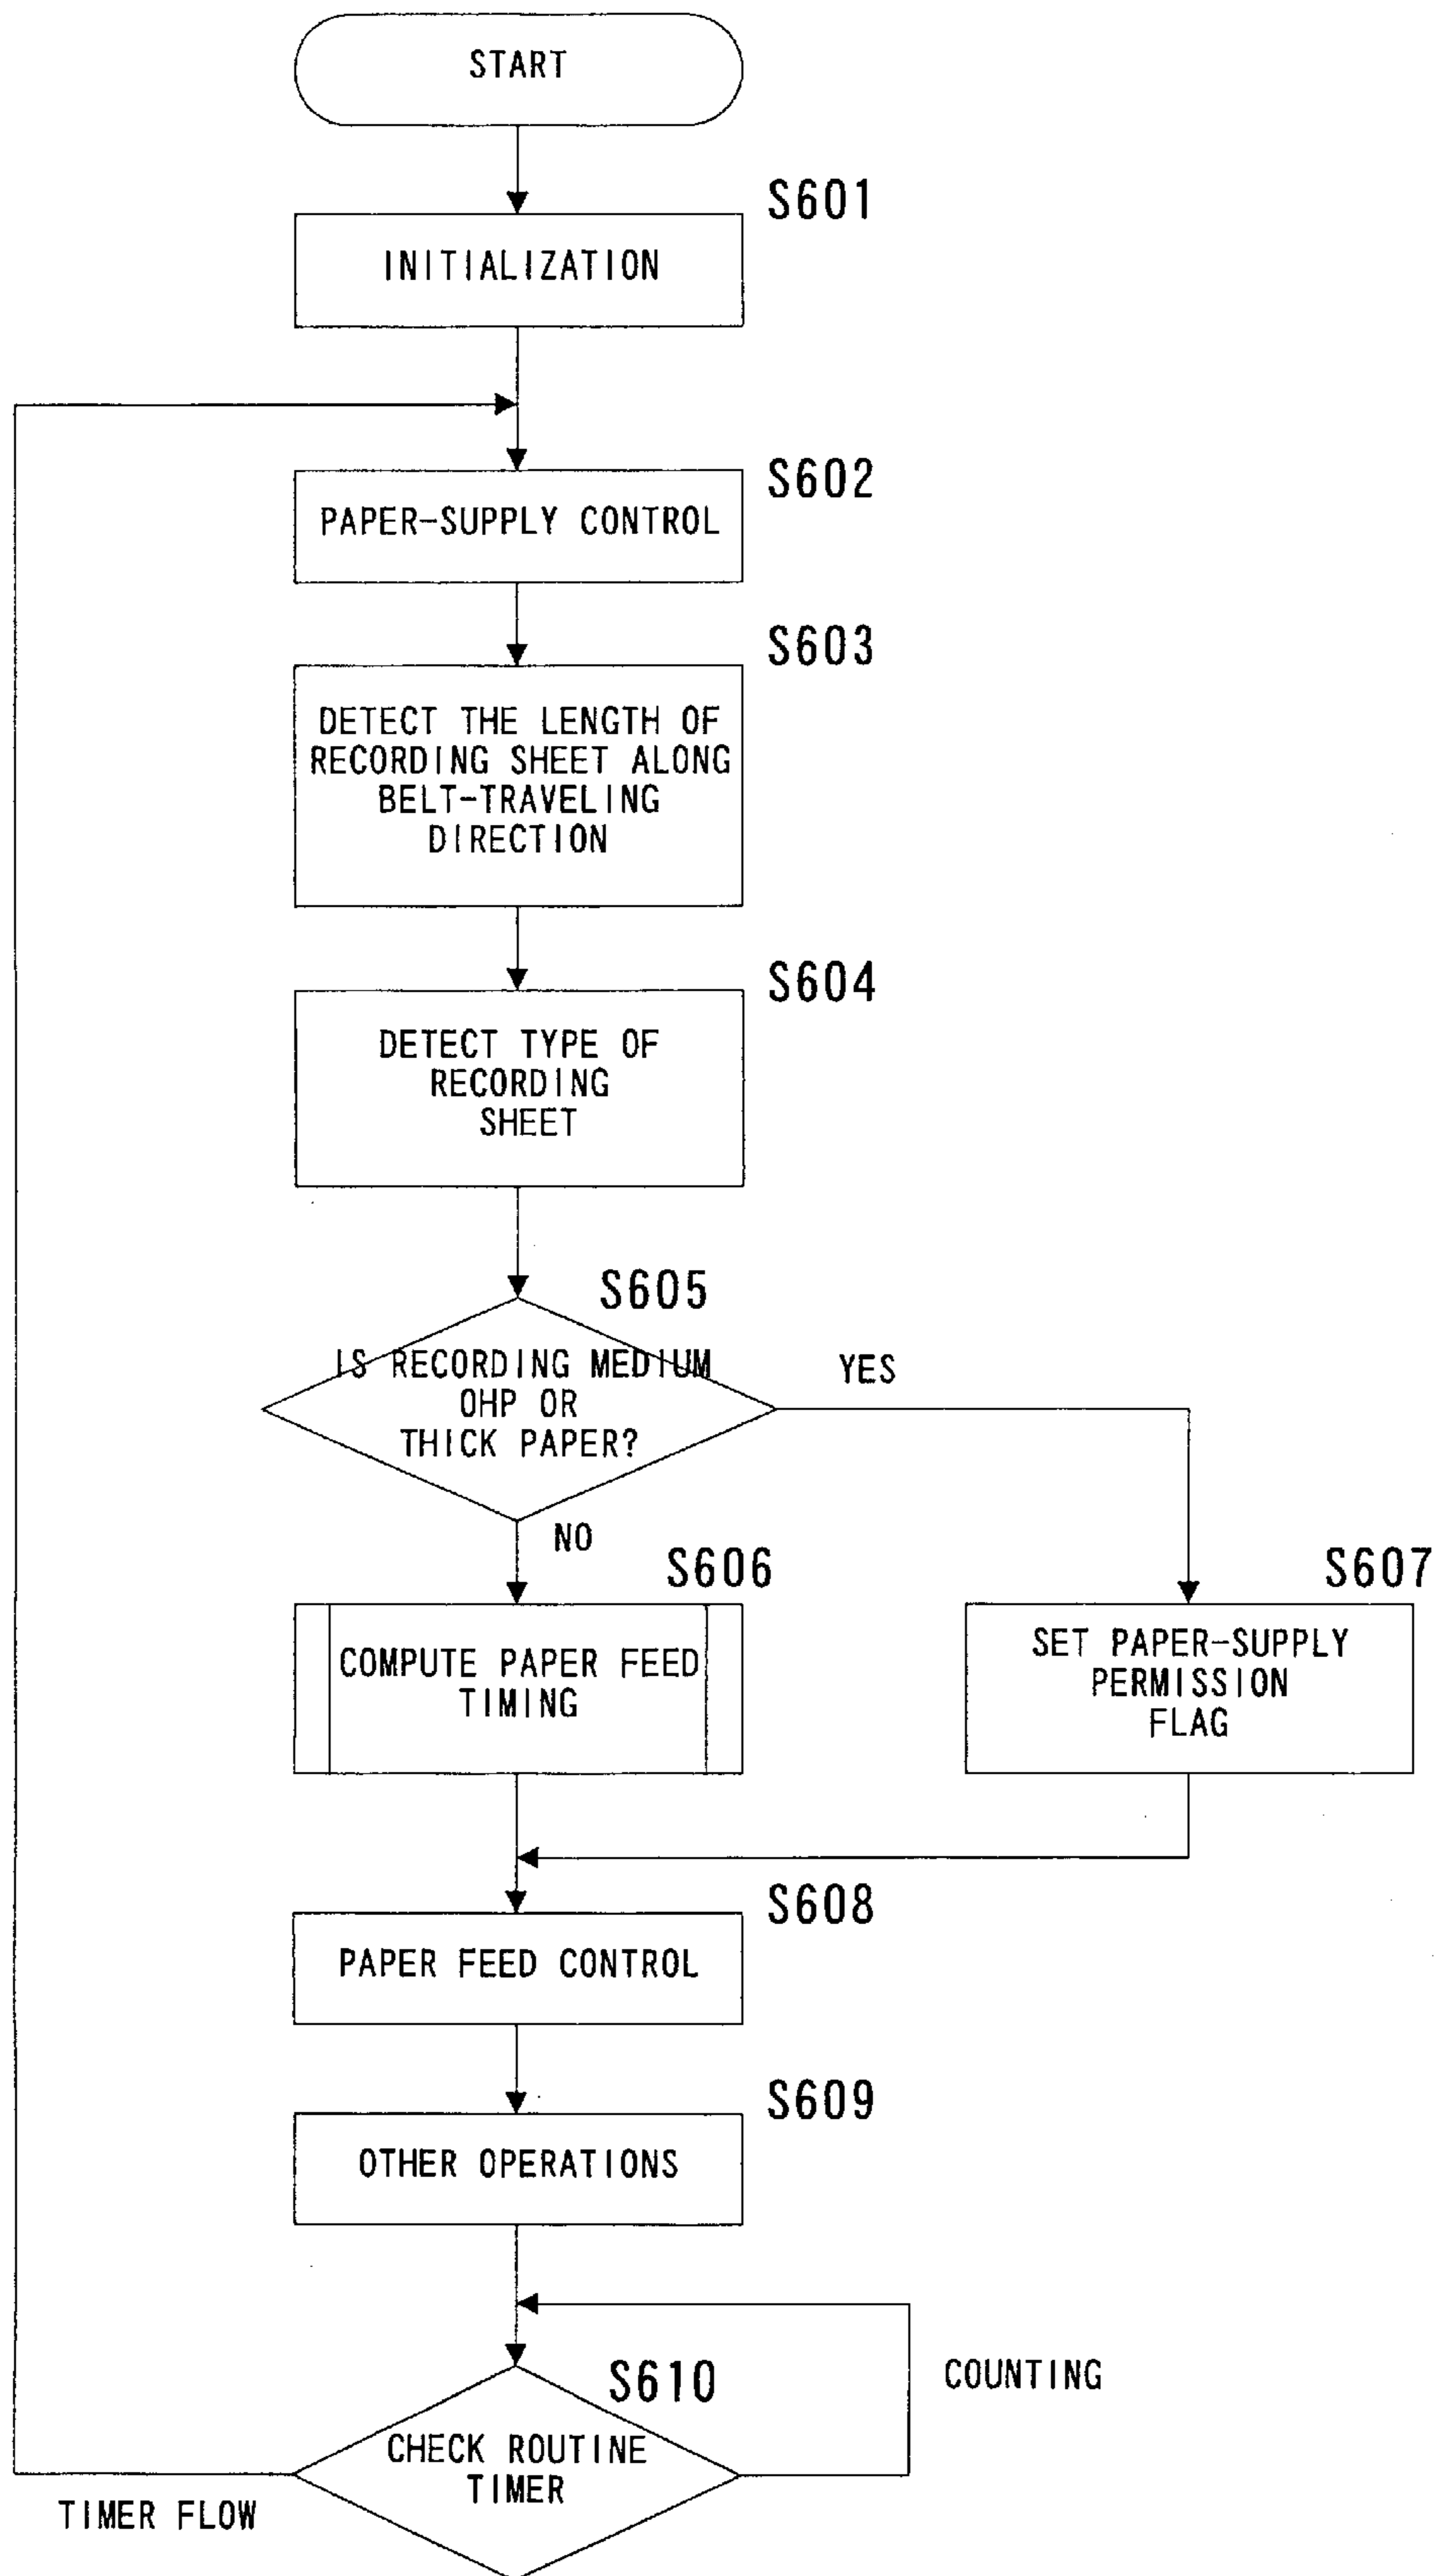 START
S601
INITIALIZATION
S602
PAPER-SUPPLY CONTROL
S603
DETECT THE LENGTH OF
RECORDING SHEET ALONG
BELT-TRAVELING
DIRECTION
S604
DETECT TYPE OF
RECORDING
SHEET
S605
IS RECORDING MEDIUM
OHP OR
THICK PAPER?
YES
NO
S606
COMPUTE PAPER FEED
TIMING
S607
SET PAPER-SUPPLY
PERMISSION
FLAG
S608
PAPER FEED CONTROL
S609
OTHER OPERATIONS
S610
CHECK ROUTINE
TIMER
COUNTING
TIMER FLOW